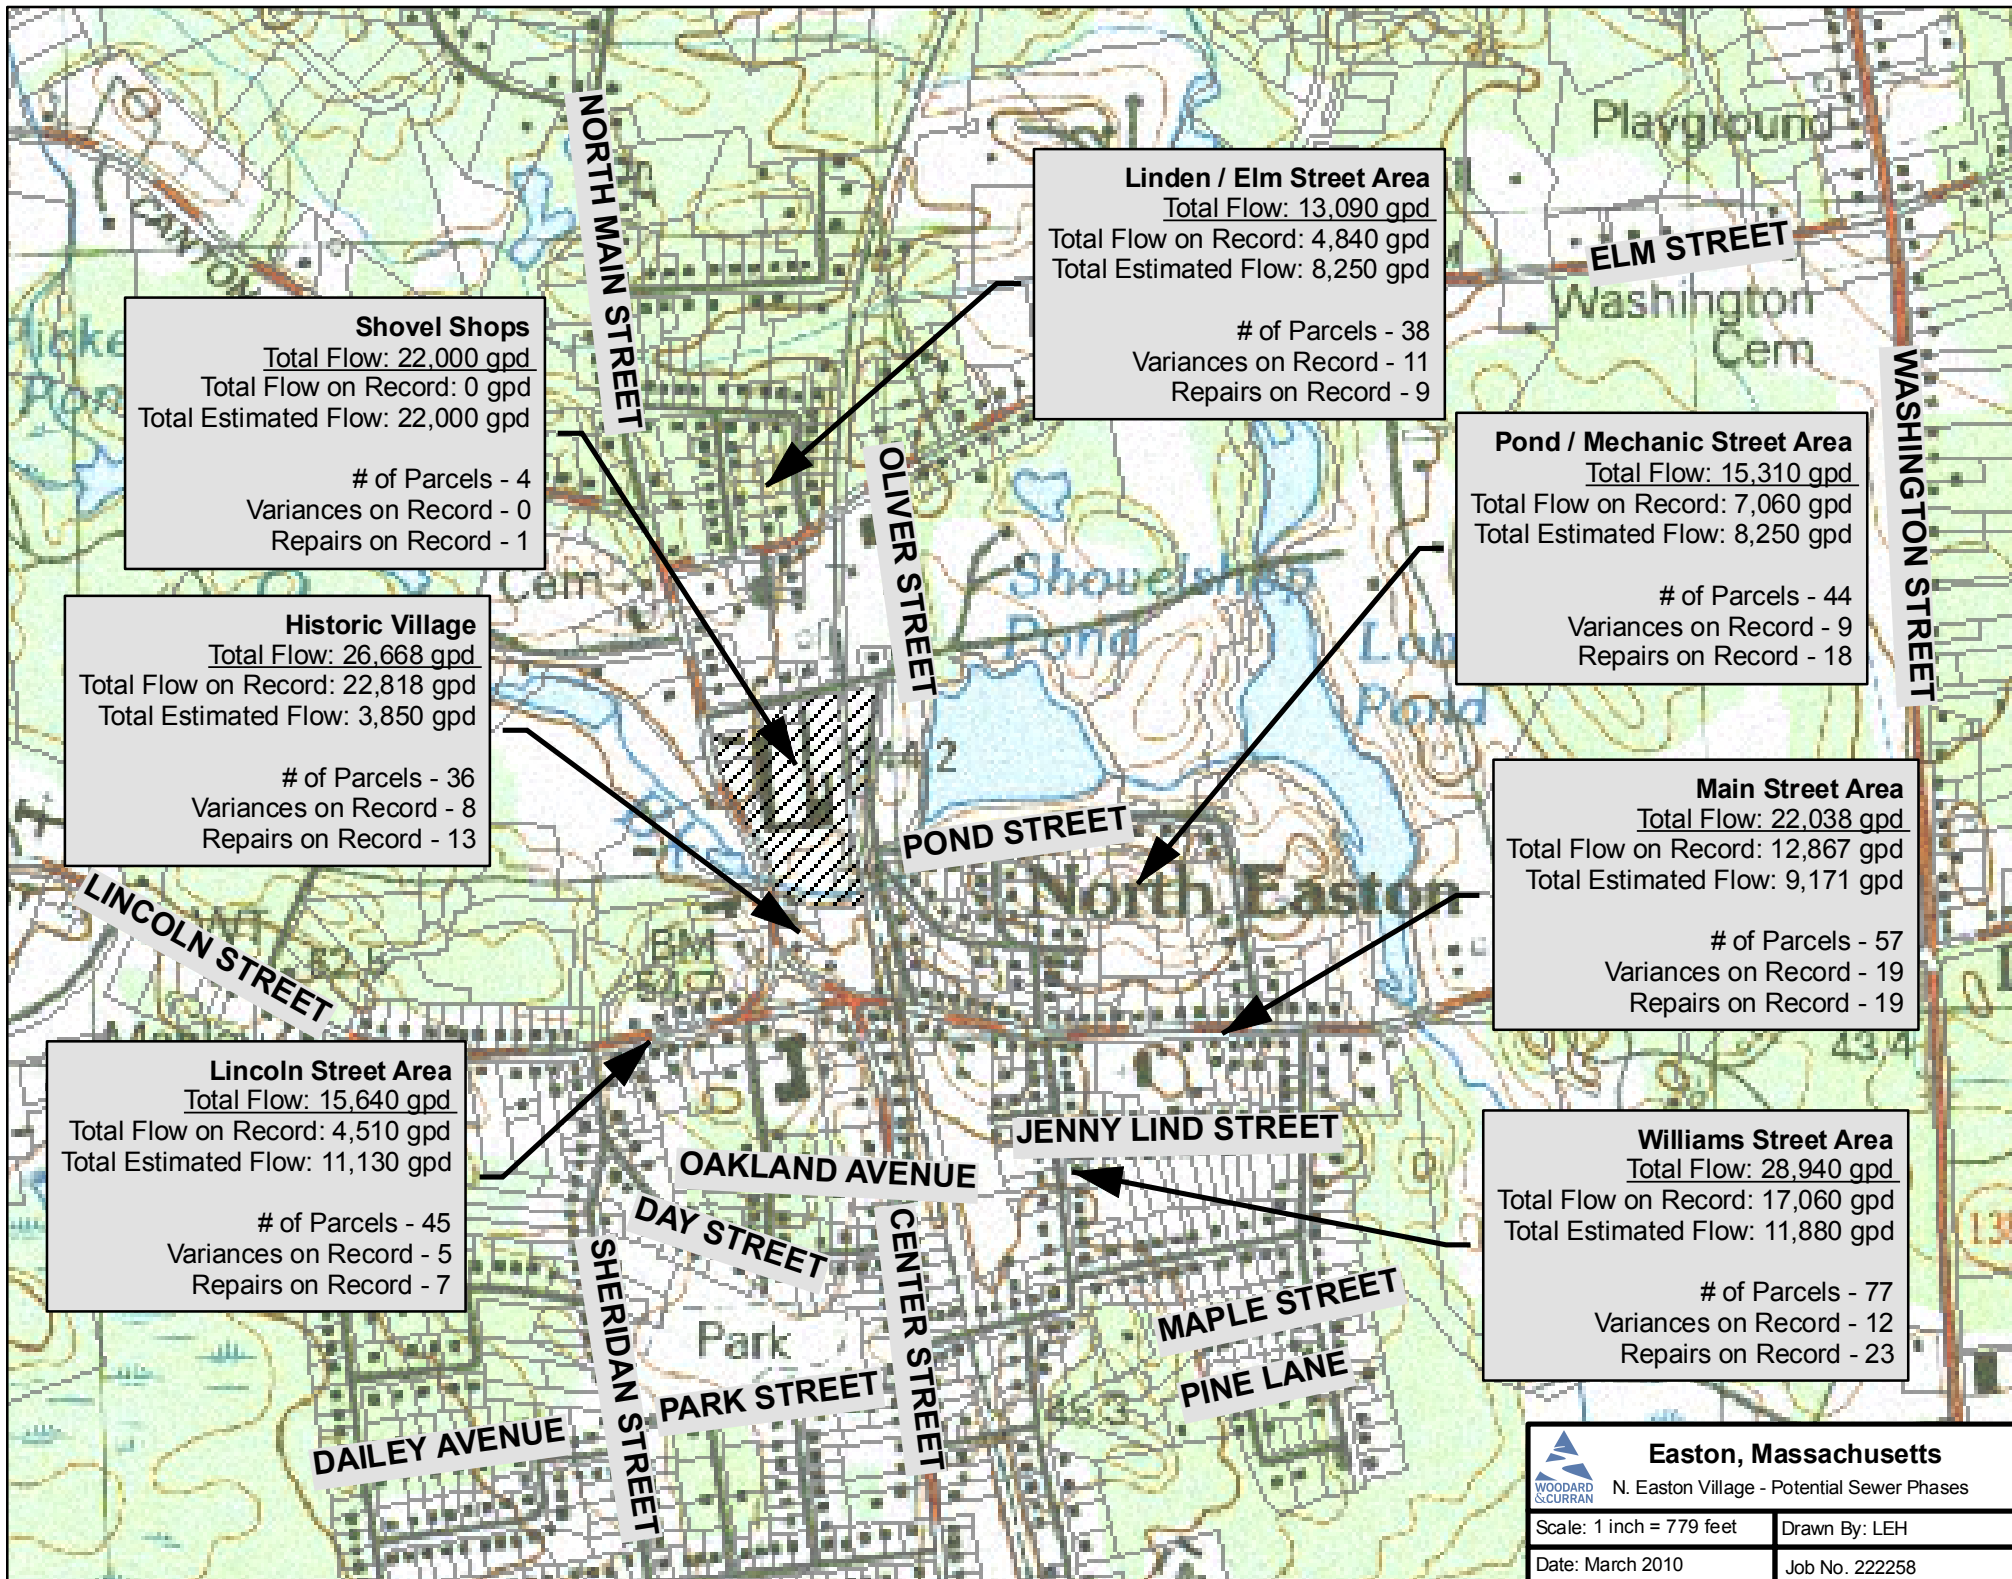 Playground
NORTH MAIN STREET
CANTON
Linden / Elm Street Area
Total Flow: 13,090 gpd
Total Flow on Record: 4,840 gpd
Total Estimated Flow: 8,250 gpd
# of Parcels - 38
Variances on Record - 11
Repairs on Record - 9
ELM STREET
Washington
Cem
Shovel Shops
Total Flow: 22,000 gpd
Total Flow on Record: 0 gpd
Total Estimated Flow: 22,000 gpd
# of Parcels - 4
Variances on Record - 0
Repairs on Record - 1
WASHINGTON STREET
Pond / Mechanic Street Area
Total Flow: 15,310 gpd
Total Flow on Record: 7,060 gpd
Total Estimated Flow: 8,250 gpd
# of Parcels - 44
Variances on Record - 9
Repairs on Record - 18
OLIVER STREET
Shovelshop
Pond
Cem
Historic Village
Total Flow: 26,668 gpd
Total Flow on Record: 22,818 gpd
Total Estimated Flow: 3,850 gpd
# of Parcels - 36
Variances on Record - 8
Repairs on Record - 13
Pond
44.2
POND STREET
Main Street Area
Total Flow: 22,038 gpd
Total Flow on Record: 12,867 gpd
Total Estimated Flow: 9,171 gpd
# of Parcels - 57
Variances on Record - 19
Repairs on Record - 19
North Easton
LINCOLN STREET
BM
43.4
Lincoln Street Area
Total Flow: 15,640 gpd
Total Flow on Record: 4,510 gpd
Total Estimated Flow: 11,130 gpd
# of Parcels - 45
Variances on Record - 5
Repairs on Record - 7
JENNY LIND STREET
OAKLAND AVENUE
Williams Street Area
Total Flow: 28,940 gpd
Total Flow on Record: 17,060 gpd
Total Estimated Flow: 11,880 gpd
# of Parcels - 77
Variances on Record - 12
Repairs on Record - 23
DAY STREET
SHERIDAN STREET
CENTER STREET
MAPLE STREET
Park
PARK STREET
PINE LANE
46.3
DAILEY AVENUE
WOODARD
&CURRAN
Easton, Massachusetts
N. Easton Village - Potential Sewer Phases
Scale: 1 inch = 779 feet
Drawn By: LEH
Date: March 2010
Job No. 222258